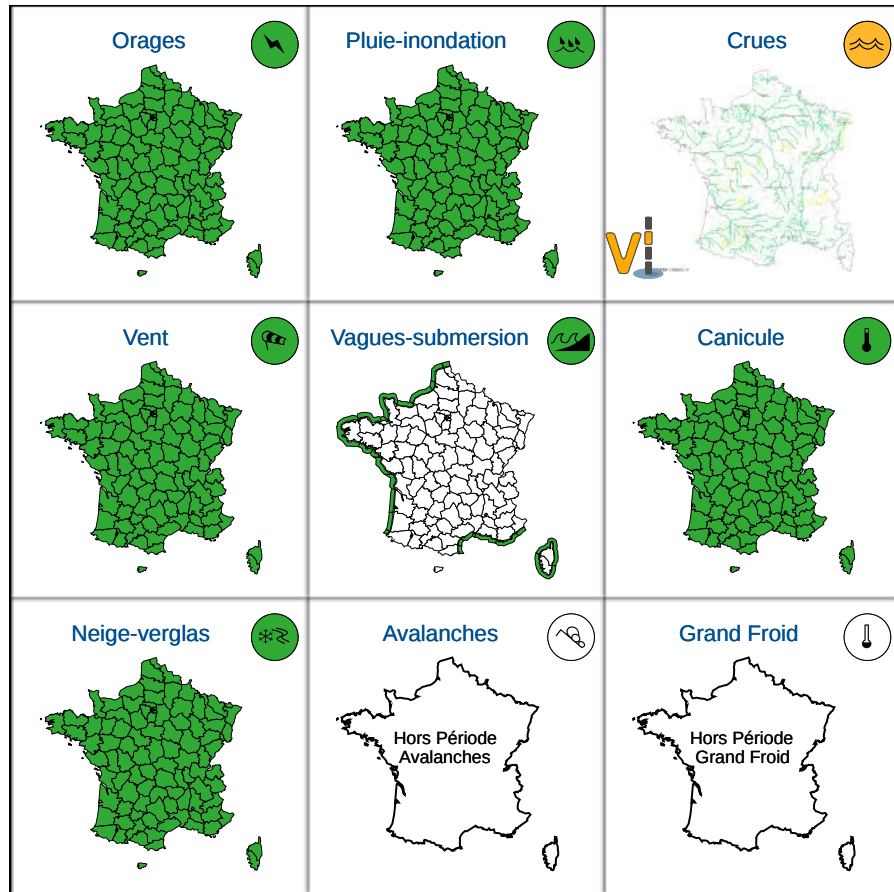 Orages
Pluie-inondation
Crues
Vi
Vent
Vagues-submersion
Canicule
Neige-verglas
Avalanches
Grand Froid
Hors Période
Avalanches
Hors Période
Grand Froid